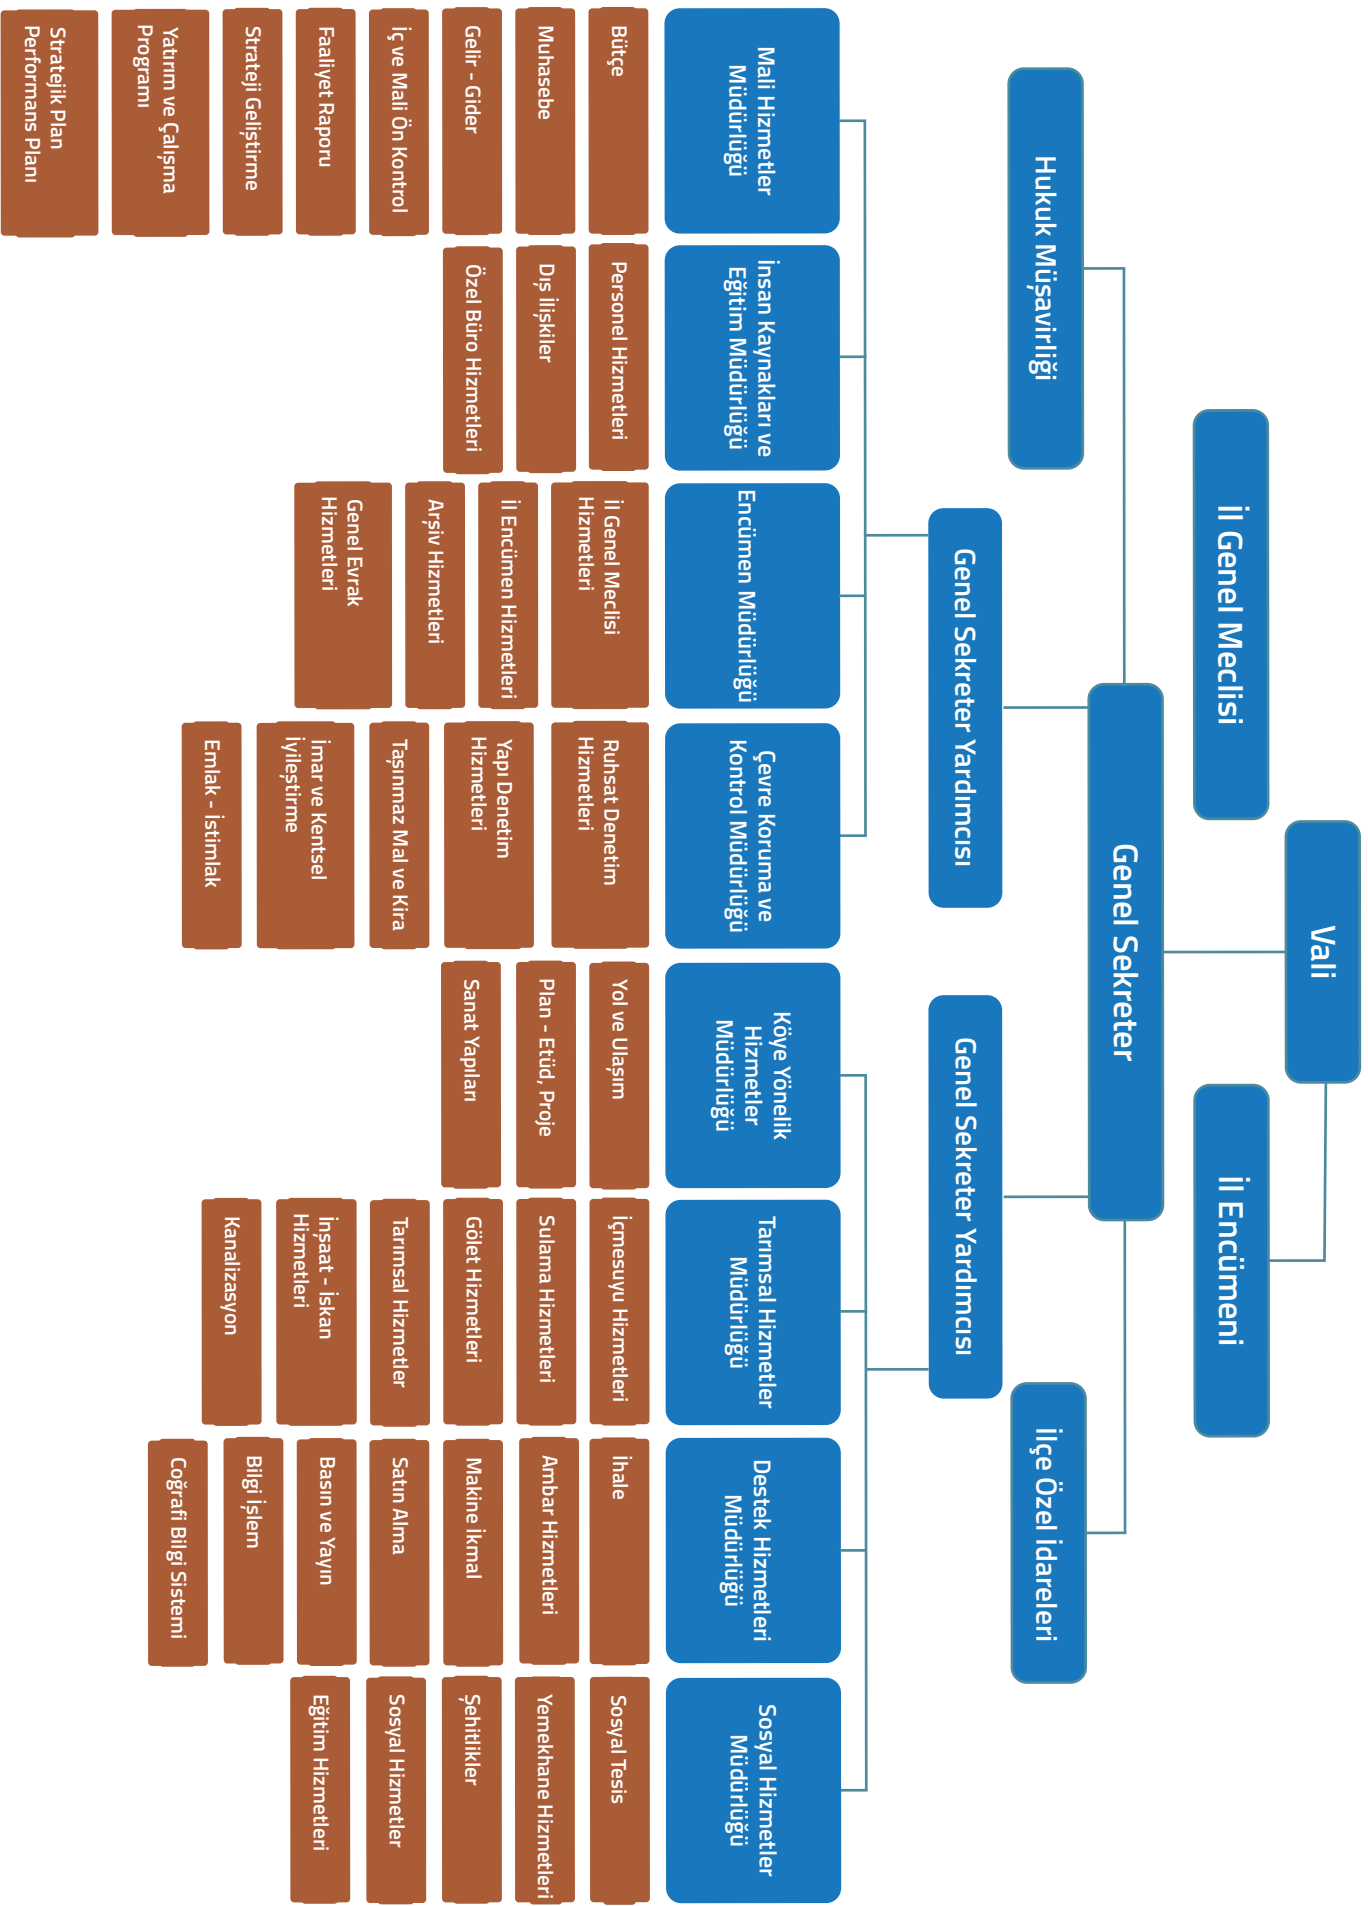 Vali
İl Genel Meclisi
İl Encümeni
Genel Sekreter
Hukuk Müşavirliği
İlçe Özel İdareleri
Genel Sekreter Yardımcısı
Genel Sekreter Yardımcısı
Mali Hizmetler
Müdürlüğü
Bütçe
Muhasebe
Gelir - Gider
İç ve Mali Ön Kontrol
Faaliyet Raporu
Strateji Geliştirme
Yatırım ve Çalışma
Programı
Stratejik Plan
Performans Planı
İnsan Kaynakları ve
Eğitim Müdürlüğü
Personel Hizmetleri
Dış İlişkiler
Özel Büro Hizmetleri
Encümen Müdürlüğü
İl Genel Meclisi
Hizmetleri
İl Encümen Hizmetleri
Arşiv Hizmetleri
Genel Evrak
Hizmetleri
Çevre Koruma ve
Kontrol Müdürlüğü
Ruhsat Denetim
Hizmetleri
Yapı Denetim
Hizmetleri
Taşınmaz Mal ve Kira
İmar ve Kentsel
İyileştirme
Emlak - İstimlak
Köye Yönelik
Hizmetler
Müdürlüğü
Yol ve Ulaşım
Plan - Etüd, Proje
Sanat Yapıları
Tarımsal Hizmetler
Müdürlüğü
İçmesuyu Hizmetleri
Sulama Hizmetleri
Gölet Hizmetleri
Tarımsal Hizmetler
İnşaat - İskan
Hizmetleri
Kanalizasyon
Destek Hizmetleri
Müdürlüğü
İhale
Ambar Hizmetleri
Makine İkmal
Satın Alma
Basın ve Yayın
Bilgi İşlem
Coğrafi Bilgi Sistemi
Sosyal Hizmetler
Müdürlüğü
Sosyal Tesis
Yemekhane Hizmetleri
Şehitlikler
Sosyal Hizmetler
Eğitim Hizmetleri